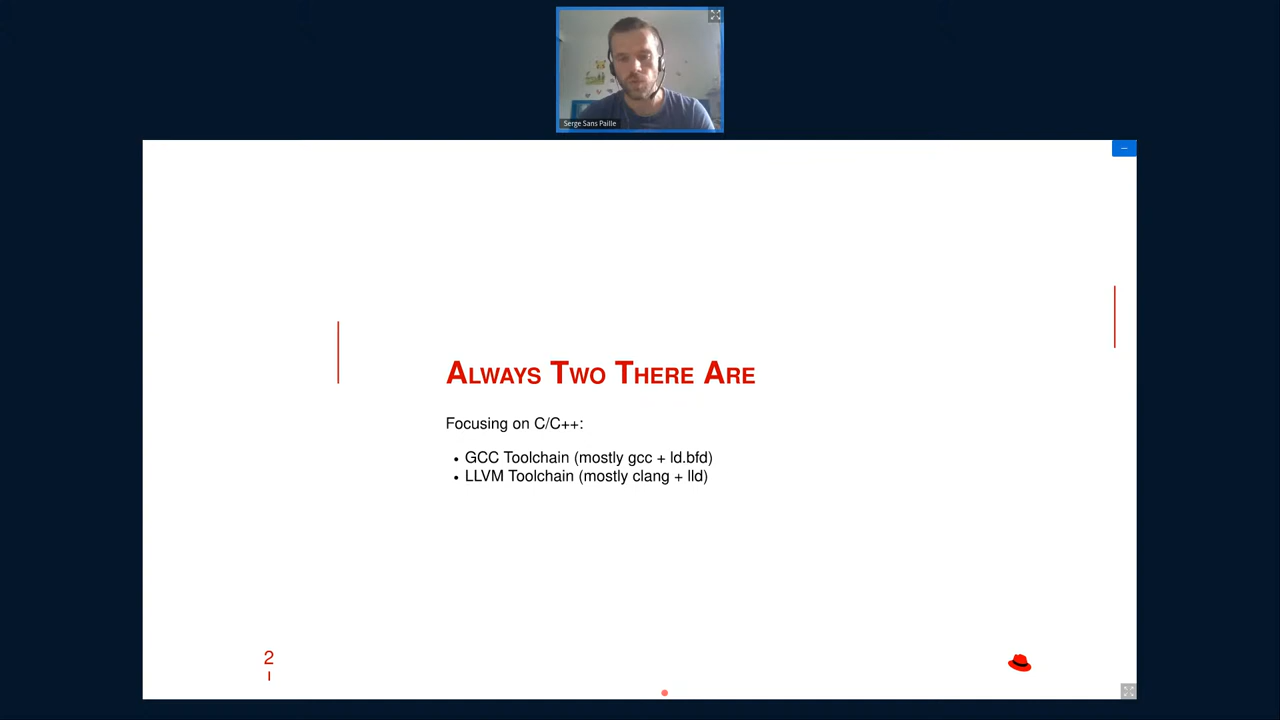 Serge Sans Paille
Always Two There Are
Focusing on C/C++:
• GCC Toolchain (mostly gcc + ld.bfd)
• LLVM Toolchain (mostly clang + lld)
2